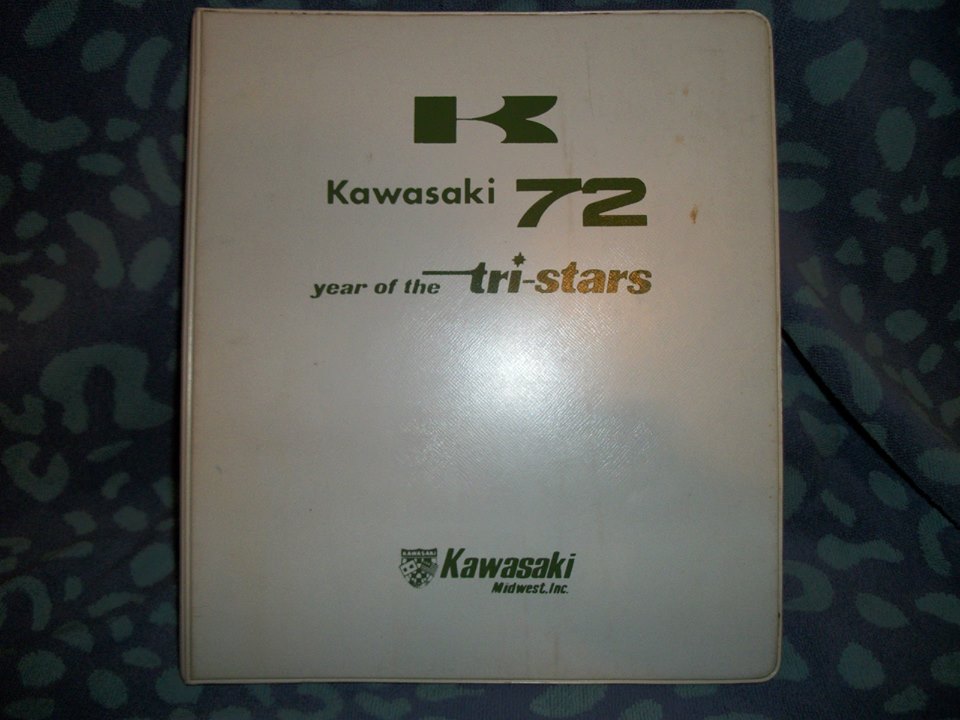 K
Kawasaki 72
year of the tri-stars
KAWASAKI
Kawasaki
Midwest, Inc.